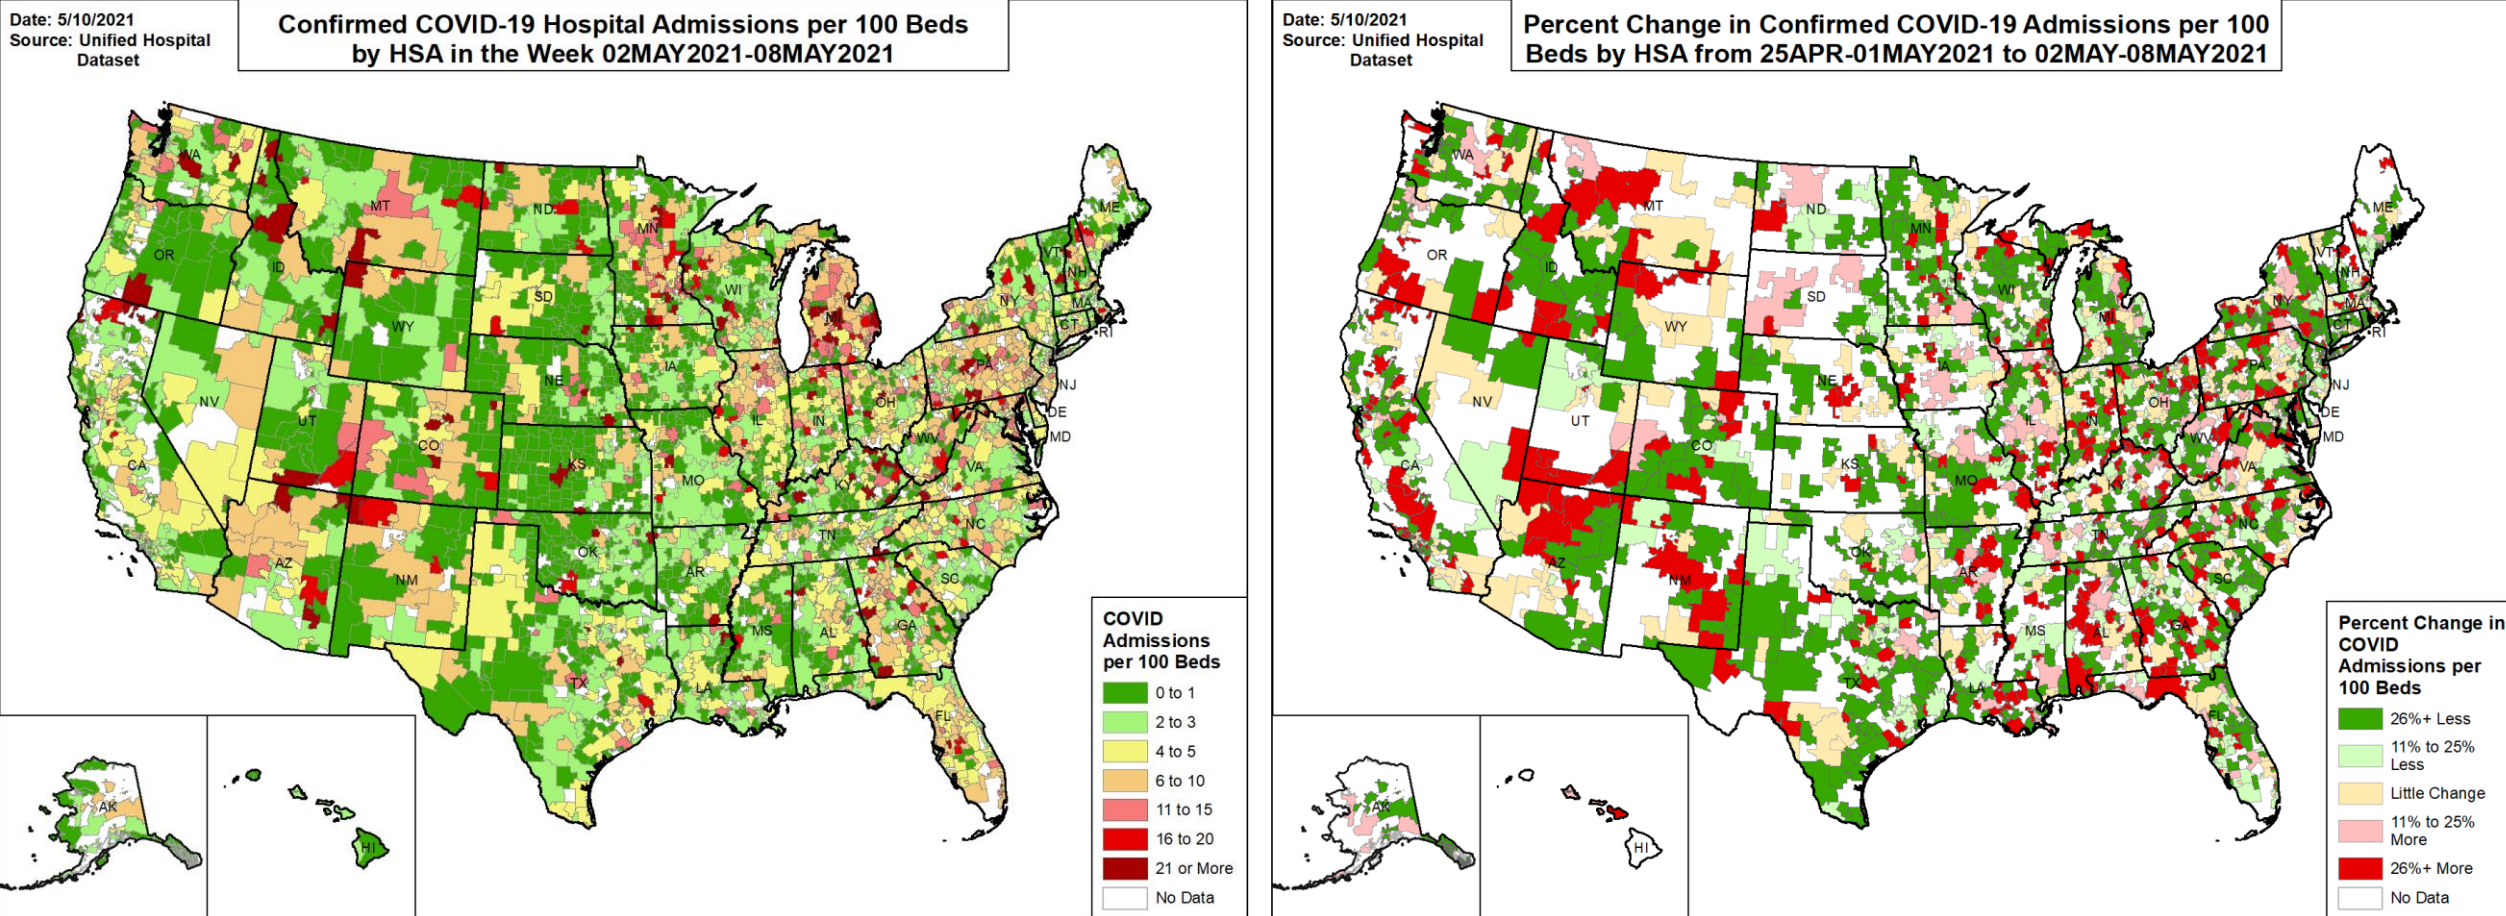 Date: 5/10/2021
Source: Unified Hospital
Dataset
Confirmed COVID-19 Hospital Admissions per 100 Beds
by HSA in the Week 02MAY2021-08MAY2021
WA
MT
ND
MN
ME
OR
ID
SD
WI
MI
NY
VT
NH
MA
CT
RI
WY
NE
IA
PA
NJ
NV
UT
CO
KS
MO
IL
IN
OH
WV
DE
MD
VA
KY
CA
AZ
NM
OK
AR
TN
NC
SC
MS
AL
GA
TX
LA
FL
AK
HI
COVID
Admissions
per 100 Beds
0 to 1
2 to 3
4 to 5
6 to 10
11 to 15
16 to 20
21 or More
No Data
Date: 5/10/2021
Source: Unified Hospital
Dataset
Percent Change in Confirmed COVID-19 Admissions per 100
Beds by HSA from 25APR-01MAY2021 to 02MAY-08MAY2021
WA
MT
ND
MN
ME
OR
ID
SD
WI
MI
NY
VT
NH
MA
CT
RI
WY
NE
IA
PA
NJ
NV
UT
CO
KS
MO
IL
IN
OH
WV
DE
MD
VA
KY
CA
AZ
NM
OK
AR
TN
NC
SC
MS
AL
GA
TX
LA
FL
AK
HI
Percent Change in
COVID
Admissions per
100 Beds
26%+ Less
11% to 25%
Less
Little Change
11% to 25%
More
26%+ More
No Data